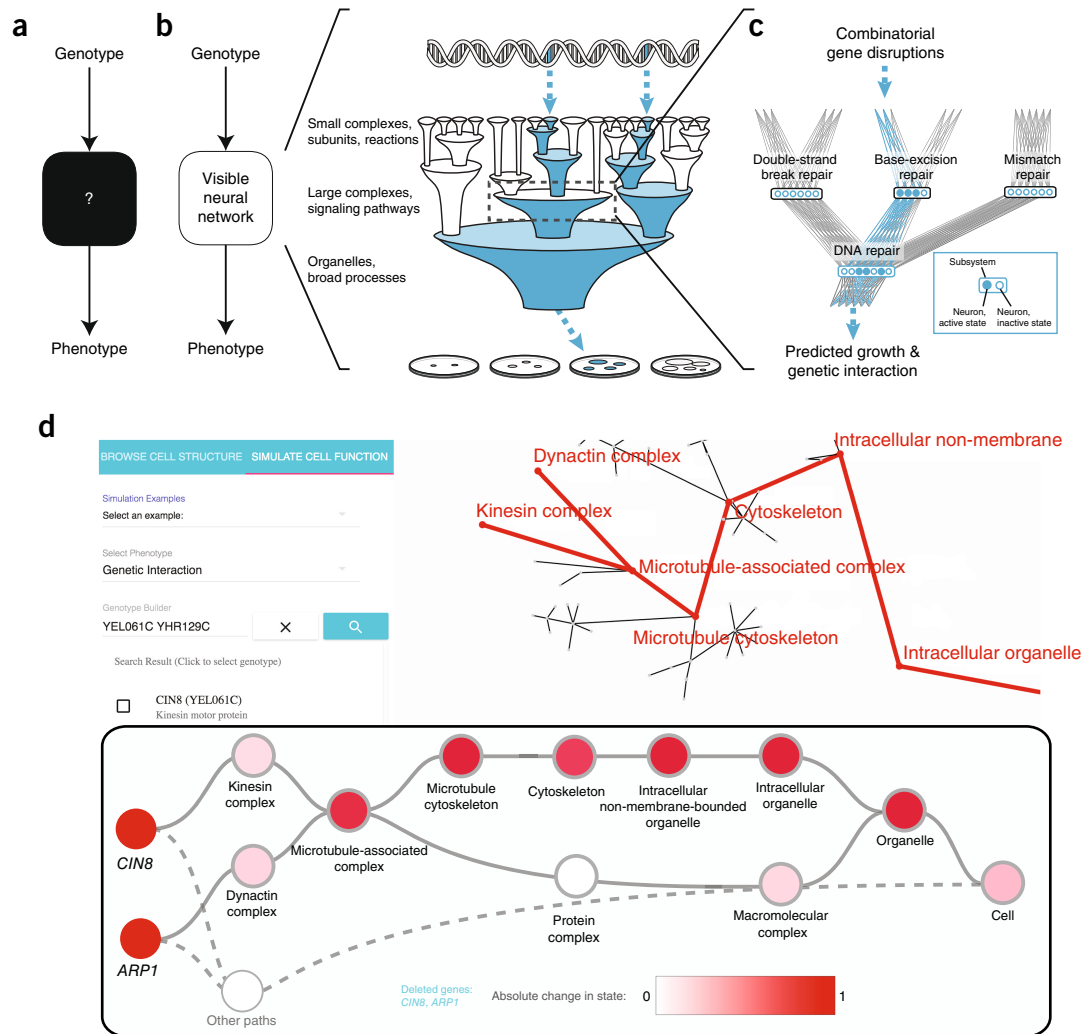 a
Genotype
?
Phenotype
b
Genotype
Visible
neural
network
Phenotype
Small complexes,
subunits, reactions
Large complexes,
signaling pathways
Organelles,
broad processes
c
Combinatorial
gene disruptions
Double-strand
break repair
Base-excision
repair
Mismatch
repair
DNA repair
Subsystem
Neuron,
active state
Neuron,
inactive state
Predicted growth &
genetic interaction
d
BROWSE CELL STRUCTURE
SIMULATE CELL FUNCTION
Simulation Examples
Select an example:
Select Phenotype
Genetic Interaction
Genotype Builder
YEL061C YHR129C
Search Result (Click to select genotype)
CIN8 (YEL061C)
Kinesin motor protein
Intracellular non-membrane
Dynactin complex
Kinesin complex
Cytoskeleton
Microtubule-associated complex
Microtubule cytoskeleton
Intracellular organelle
CIN8
ARP1
Kinesin
complex
Dynactin
complex
Microtubule-associated
complex
Microtubule
cytoskeleton
Cytoskeleton
Intracellular
non-membrane-bounded
organelle
Intracellular
organelle
Organelle
Protein
complex
Macromolecular
complex
Cell
Other paths
Deleted genes:
CIN8, ARP1
Absolute change in state:
0
1